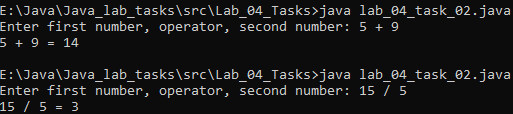 E:\Java\Java_lab_tasks\src\Lab_04_Tasks>java lab_04_task_02.java
Enter first number, operator, second number: 5 + 9
5 + 9 = 14
E:\Java\Java_lab_tasks\src\Lab_04_Tasks>java lab_04_task_02.java
Enter first number, operator, second number: 15 / 5
15 / 5 = 3